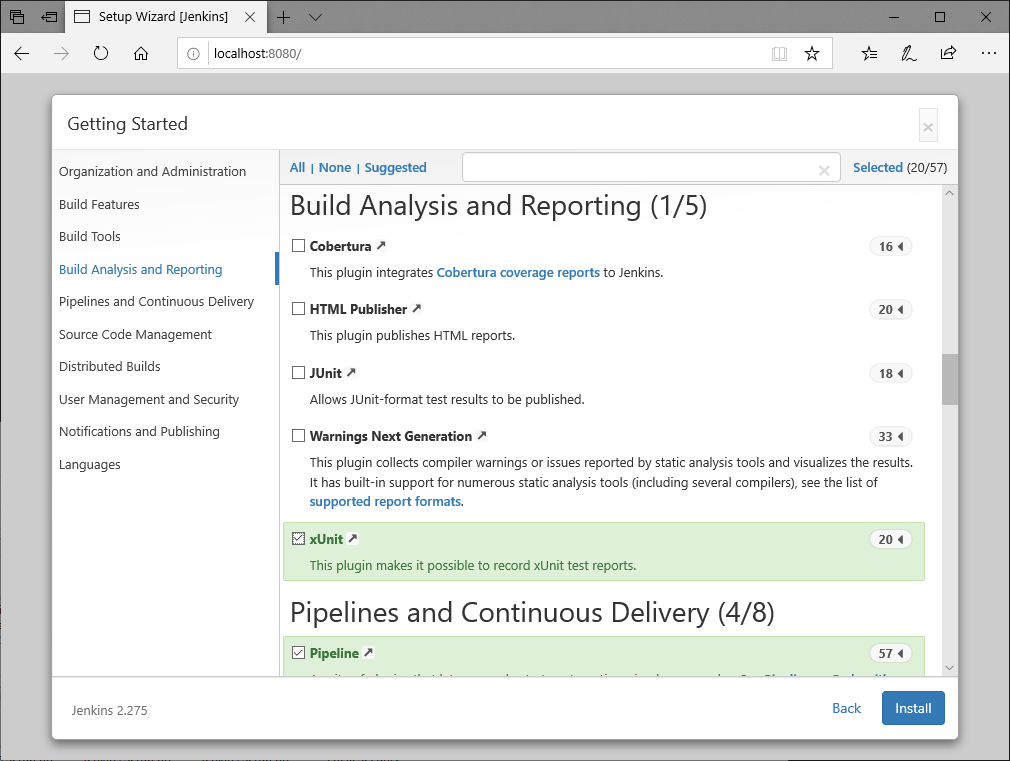 Setup Wizard [Jenkins]
localhost:8080/
Getting Started
Organization and Administration
Build Features
Build Tools
Build Analysis and Reporting
Pipelines and Continuous Delivery
Source Code Management
Distributed Builds
User Management and Security
Notifications and Publishing
Languages
All | None | Suggested
Selected (20/57)
Build Analysis and Reporting (1/5)
Cobertura 16
This plugin integrates Cobertura coverage reports to Jenkins.
HTML Publisher 20
This plugin publishes HTML reports.
JUnit 18
Allows JUnit-format test results to be published.
Warnings Next Generation 33
This plugin collects compiler warnings or issues reported by static analysis tools and visualizes the results.
It has built-in support for numerous static analysis tools (including several compilers), see the list of
supported report formats.
xUnit 20
This plugin makes it possible to record xUnit test reports.
Pipelines and Continuous Delivery (4/8)
Pipeline 57
Jenkins 2.275
Back
Install